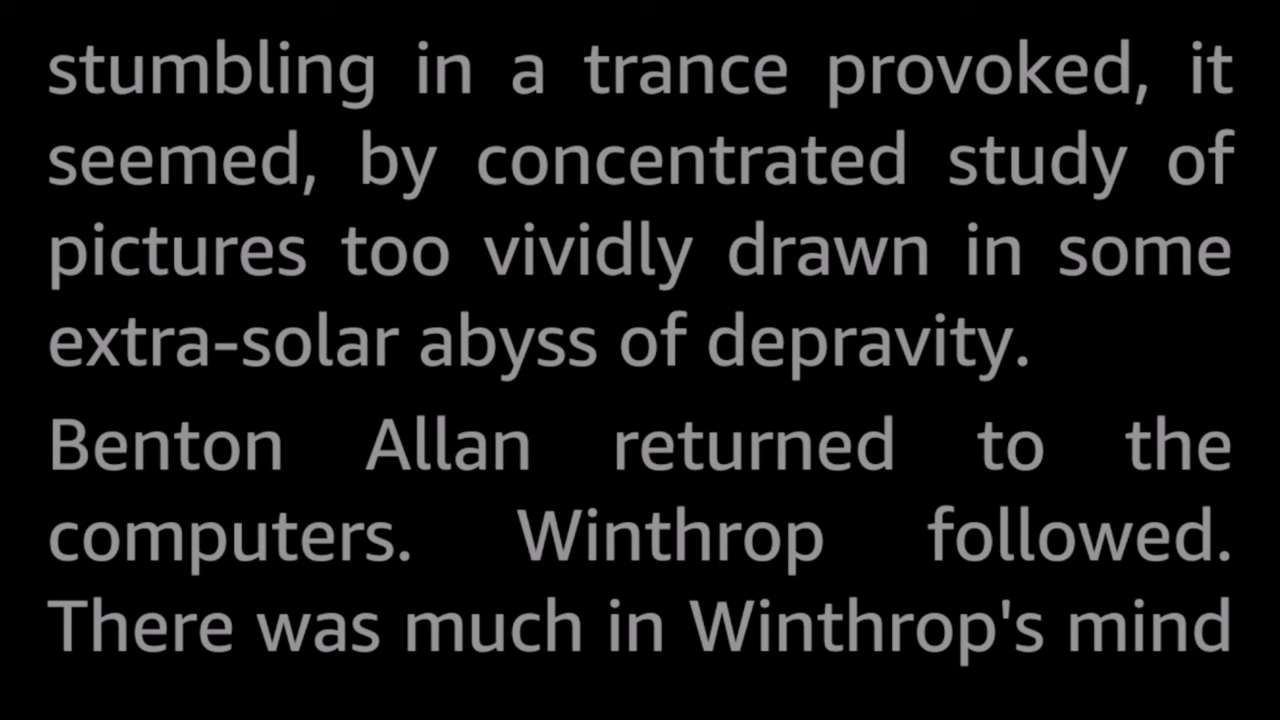 stumbling in a trance provoked, it
seemed, by concentrated study of
pictures too vividly drawn in some
extra-solar abyss of depravity.
Benton Allan returned to the
computers. Winthrop followed.
There was much in Winthrop's mind